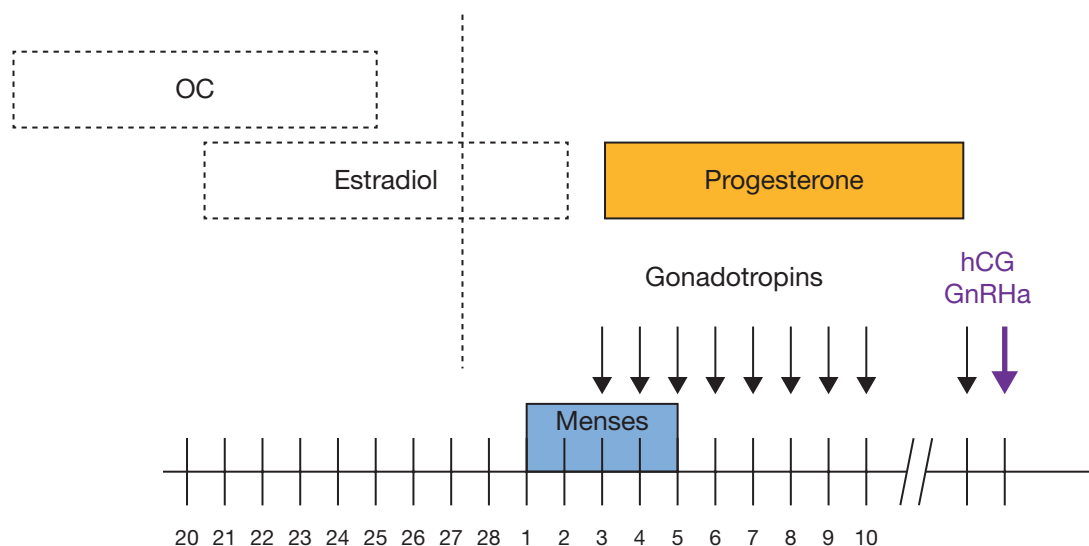 OC
Estradiol
Progesterone
Gonadotropins
hCG
GnRHa
Menses
20 21 22 23 24 25 26 27 28 1 2 3 4 5 6 7 8 9 10